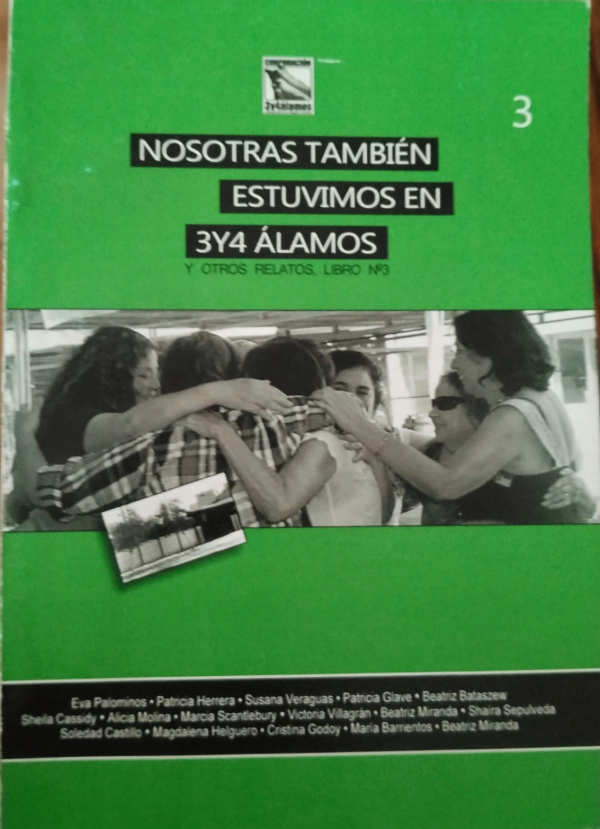 CORPORACIÓN
3y4álamos
3
NOSOTRAS TAMBIÉN
ESTUVIMOS EN
3Y4 ÁLAMOS
Y OTROS RELATOS, LIBRO Nº3
Eva Palominos • Patricia Herrera • Susana Veraguas • Patricia Glave • Beatriz Bataszew
Sheila Cassidy • Alicia Molina • Marcia Scantlebury • Victoria Villagrán • Beatriz Miranda • Shaira Sepulveda
Soledad Castillo • Magdalena Helguero • Cristina Godoy • María Barrientos • Beatriz Miranda